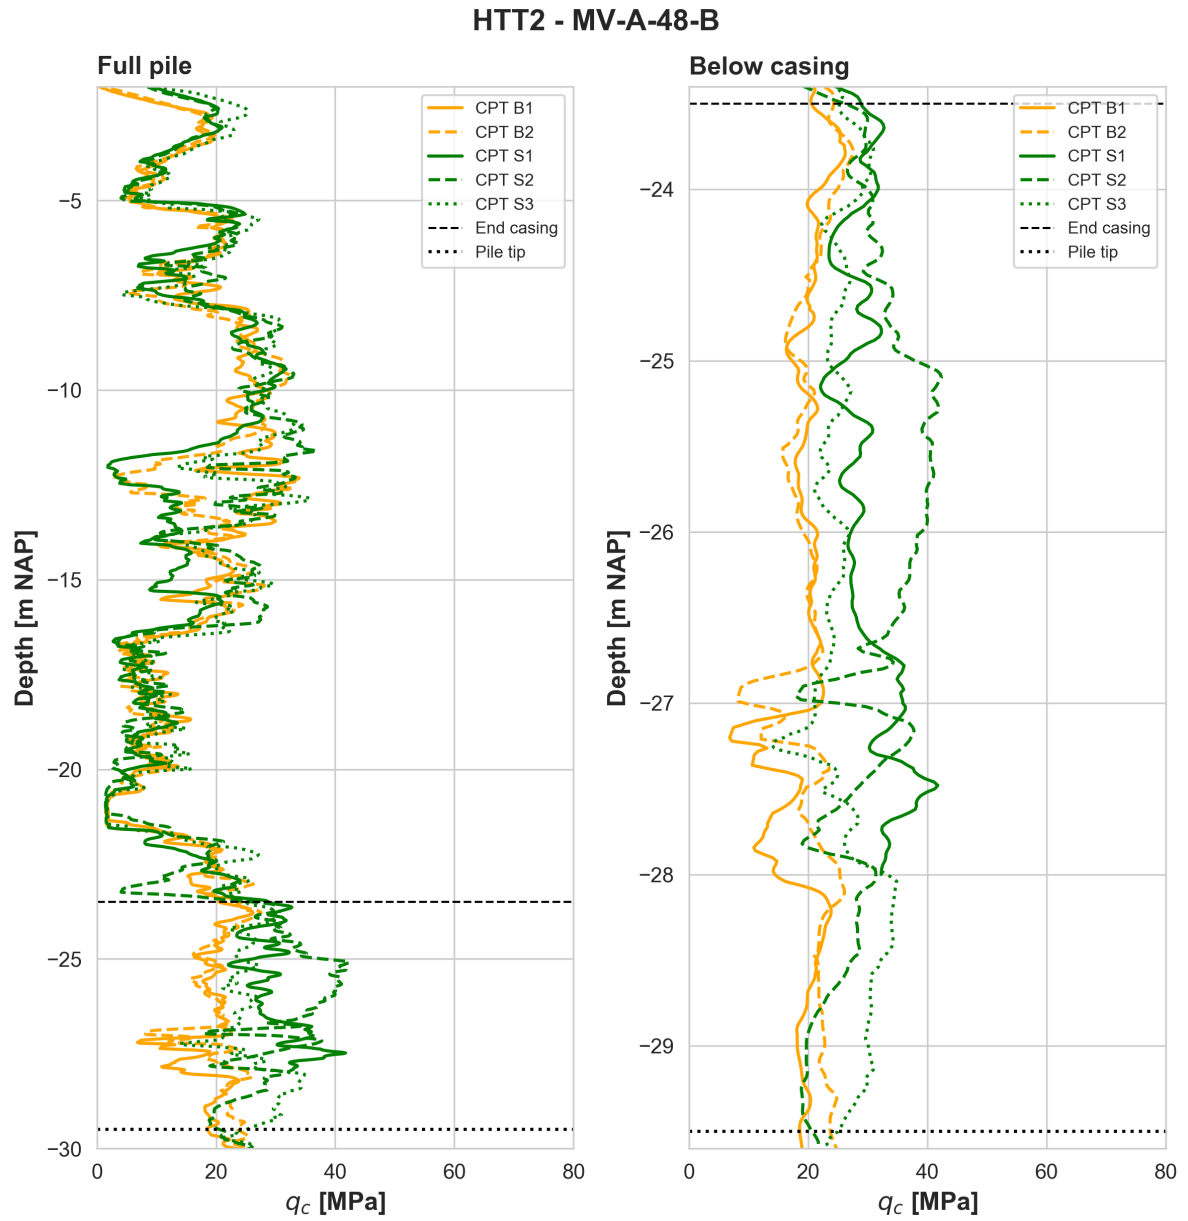 HTT2 - MV-A-48-B
Full pile
CPT B1
CPT B2
CPT S1
CPT S2
CPT S3
End casing
Pile tip
−5
−10
−15
−20
−25
−30
0
20
40
60
80
Depth [m NAP]
qc [MPa]
Below casing
CPT B1
CPT B2
CPT S1
CPT S2
CPT S3
End casing
Pile tip
−24
−25
−26
−27
−28
−29
0
20
40
60
80
Depth [m NAP]
qc [MPa]